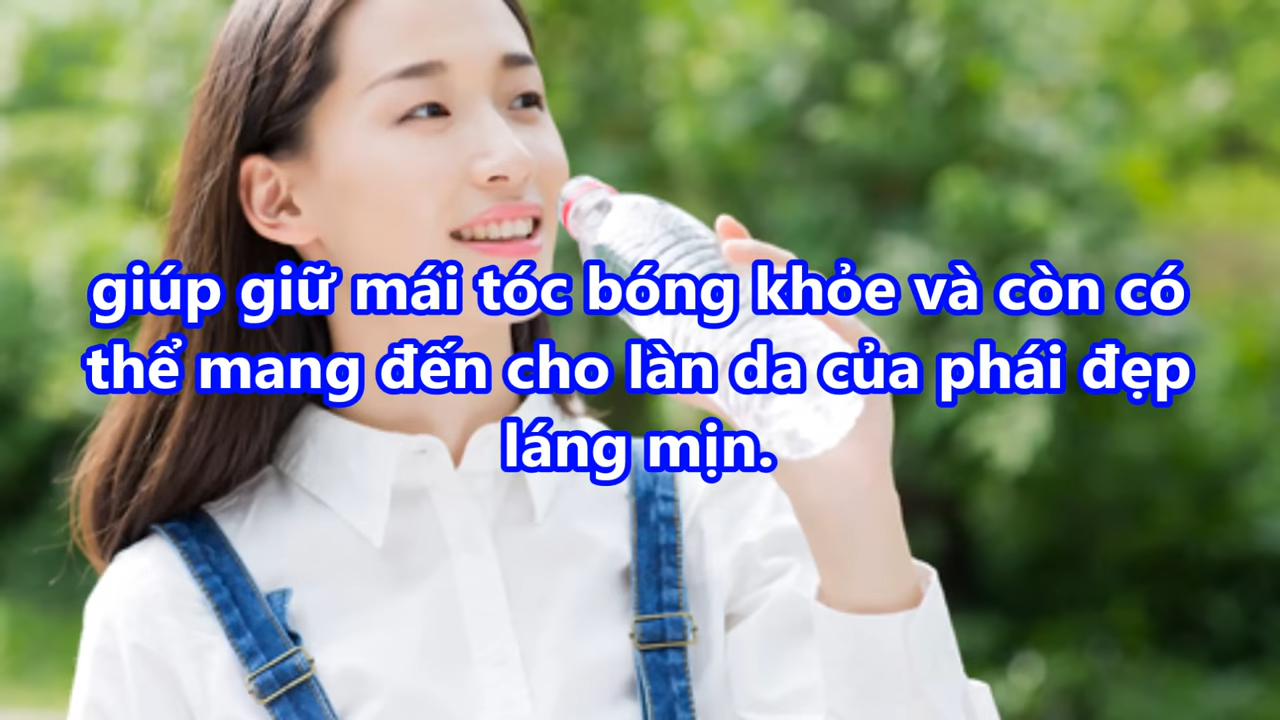 giúp giữ mái tóc bóng khỏe và còn có
thể mang đến cho làn da của phái đẹp
láng mịn.